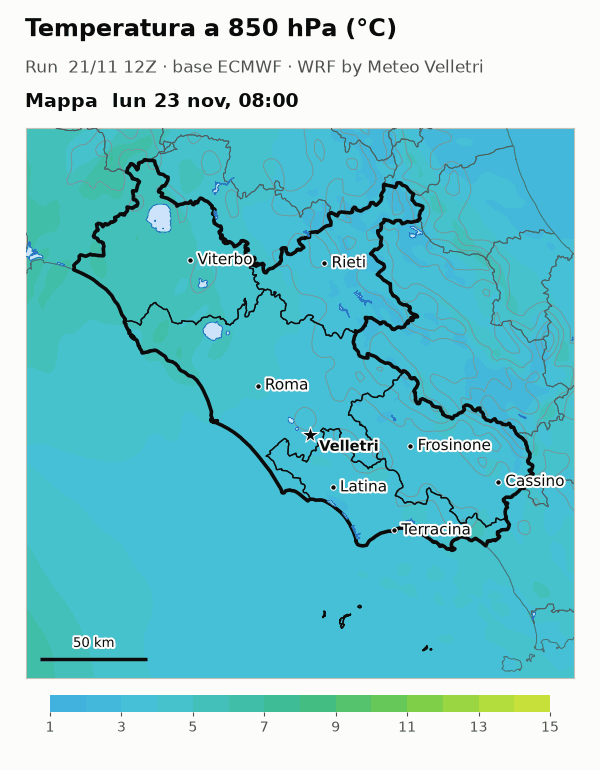 Temperatura a 850 hPa (°C)
Run  21/11 12Z · base ECMWF · WRF by Meteo Velletri
Mappa  lun 23 nov, 08:00
Viterbo
Rieti
Roma
Velletri
Frosinone
Cassino
Latina
Terracina
50 km
1 3 5 7 9 11 13 15